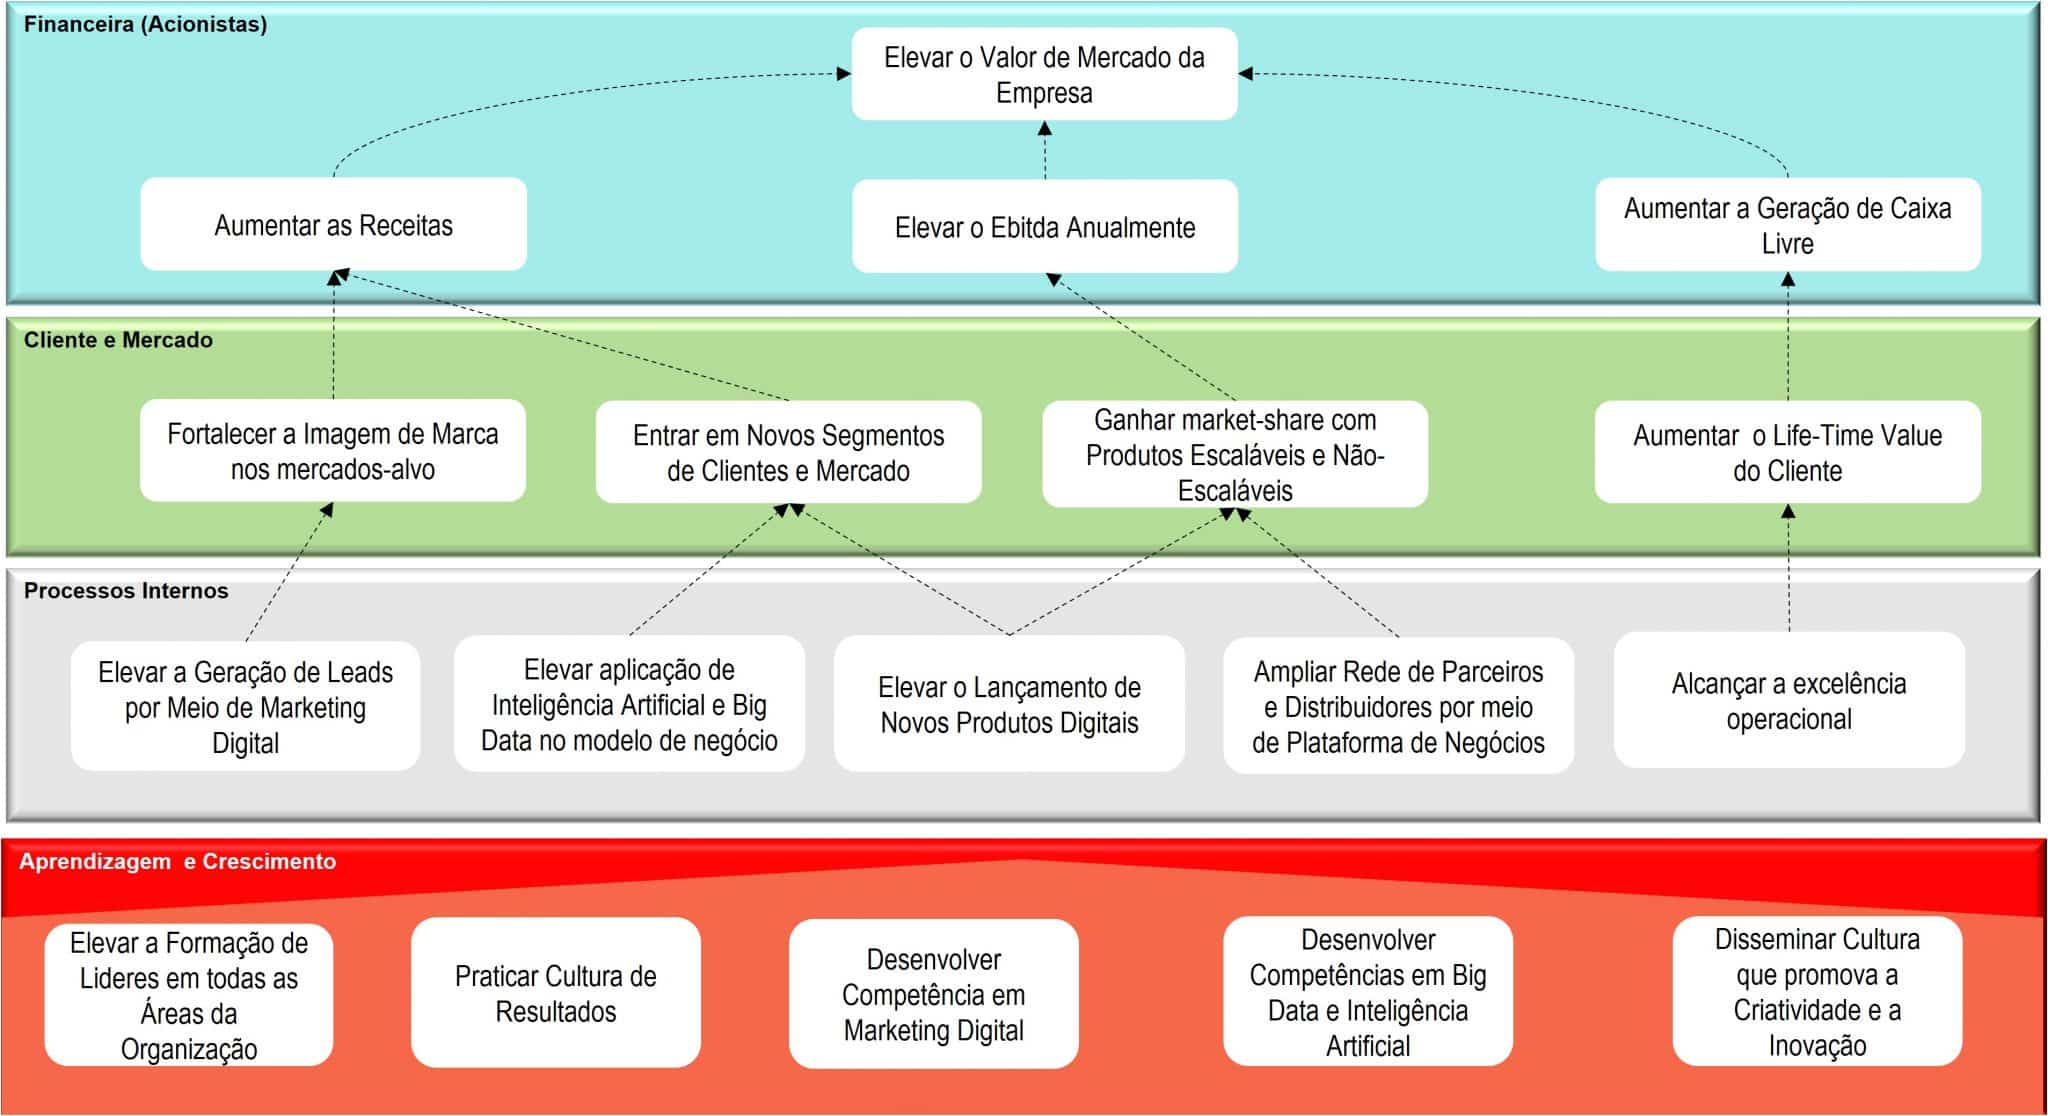 Financeira (Acionistas)
Elevar o Valor de Mercado da
Empresa
Aumentar as Receitas
Elevar o Ebitda Anualmente
Aumentar a Geração de Caixa
Livre
Cliente e Mercado
Fortalecer a Imagem de Marca
nos mercados-alvo
Entrar em Novos Segmentos
de Clientes e Mercado
Ganhar market-share com
Produtos Escaláveis e Não-
Escaláveis
Aumentar  o Life-Time Value
do Cliente
Processos Internos
Elevar a Geração de Leads
por Meio de Marketing
Digital
Elevar aplicação de
Inteligência Artificial e Big
Data no modelo de negócio
Elevar o Lançamento de
Novos Produtos Digitais
Ampliar Rede de Parceiros
e Distribuidores por meio
de Plataforma de Negócios
Alcançar a excelência
operacional
Aprendizagem  e Crescimento
Elevar a Formação de
Lideres em todas as
Áreas da
Organização
Praticar Cultura de
Resultados
Desenvolver
Competência em
Marketing Digital
Desenvolver
Competências em Big
Data e Inteligência
Artificial
Disseminar Cultura
que promova a
Criatividade e a
Inovação